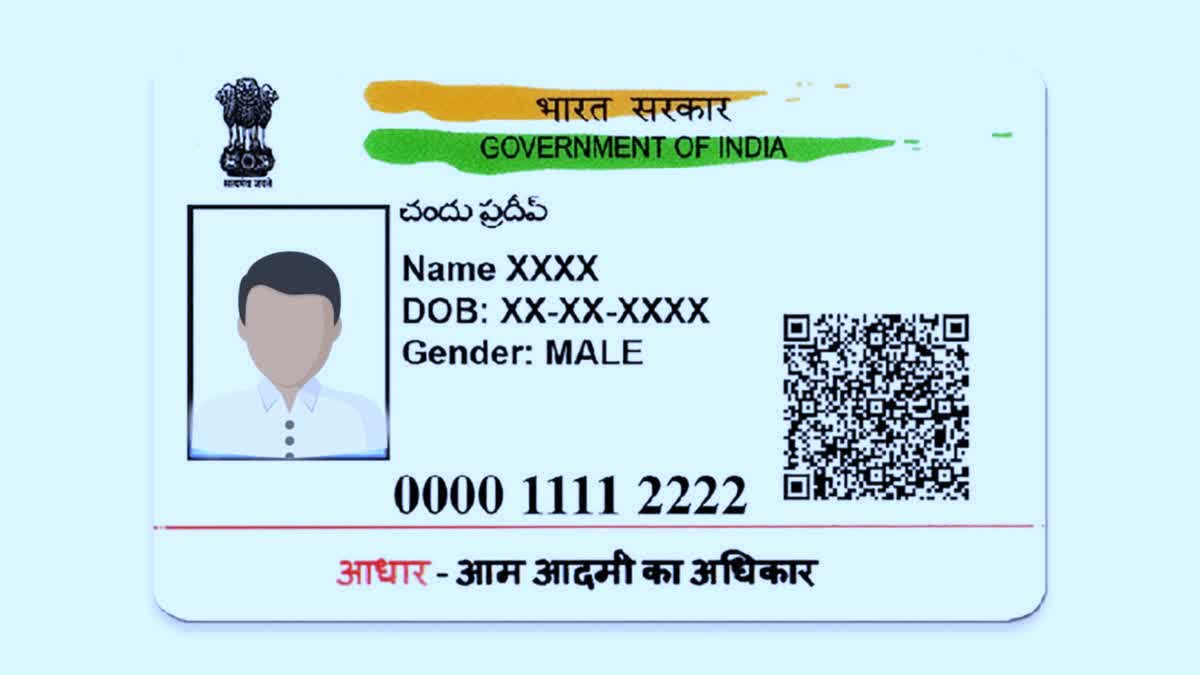 भारत सरकार
GOVERNMENT OF INDIA
सत्यमेव जयते
చందు ప్రదీప్
Name XXXX
DOB: XX-XX-XXXX
Gender: MALE
0000 1111 2222
आधार - आम आदमी का अधिकार